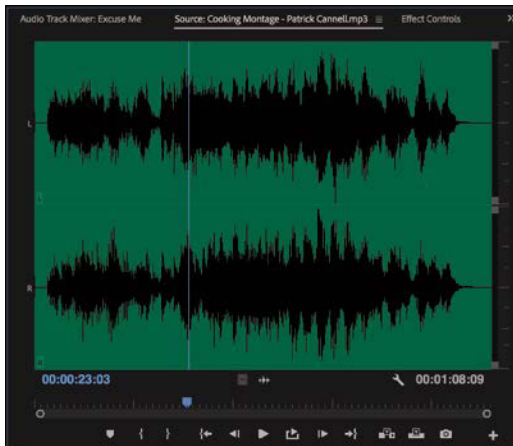 Audio Track Mixer: Excuse Me Source: Cooking Montage - Patrick Cannell.mp3 Effect Controls
L
R
00:00:23:03 00:01:08:09